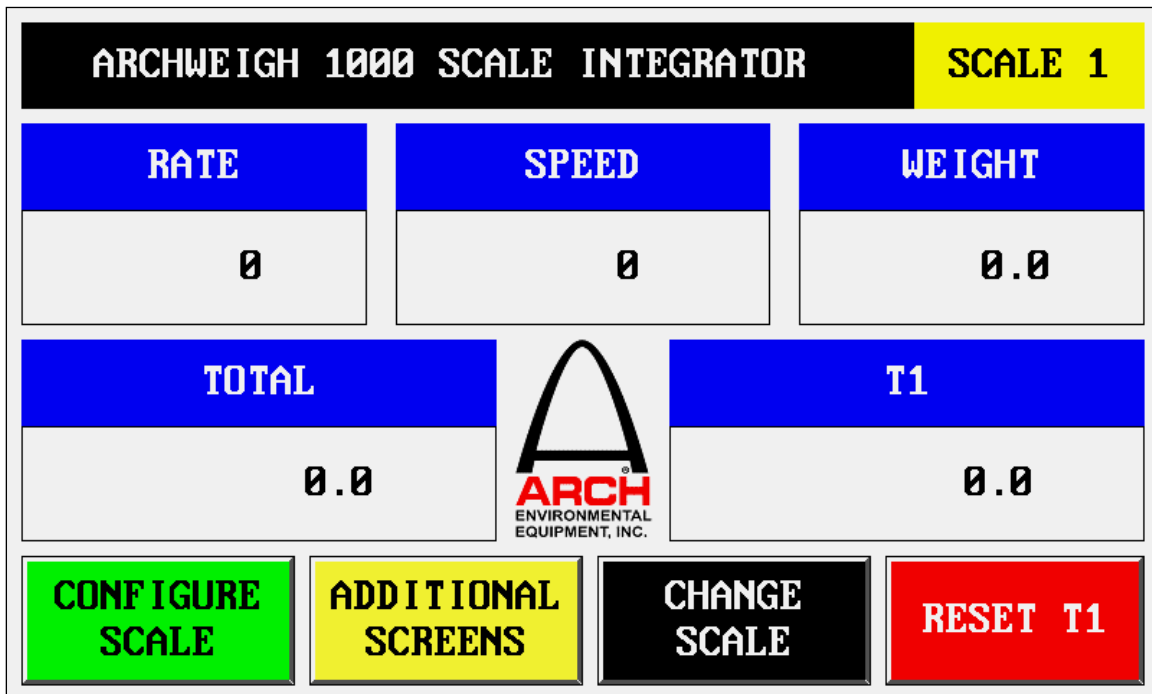 ARCHWEIGH 1000 SCALE INTEGRATOR
SCALE 1
RATE
SPEED
WEIGHT
0
0
0.0
TOTAL
T1
0.0
0.0
®
ARCH
ENVIRONMENTAL
EQUIPMENT, INC.
CONFIGURE
SCALE
ADDITIONAL
SCREENS
CHANGE
SCALE
RESET T1